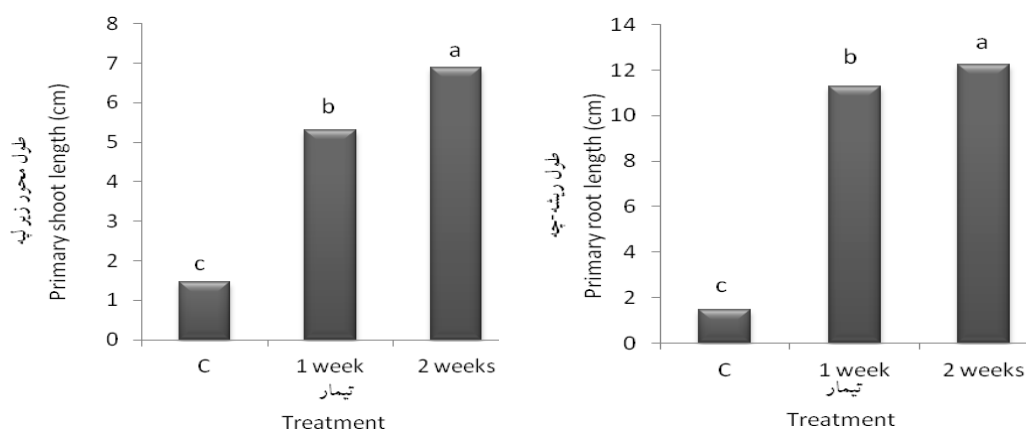 طول محور زیر لپه
Primary shoot length (cm)
8
7
6
5
4
3
2
1
0
c
b
a
C
1 week
2 weeks
تیمار
Treatment
طول ریشه-چه
Primary root length (cm)
14
12
10
8
6
4
2
0
c
b
a
C
1 week
2 weeks
تیمار
Treatment